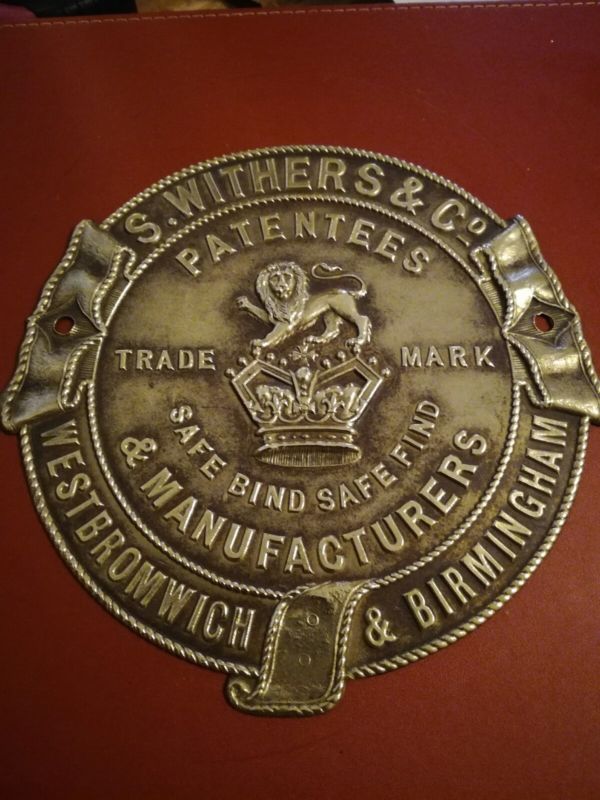 S. WITHERS & Co
PATENTEES
TRADE MARK
SAFE BIND SAFE FIND
& MANUFACTURERS
WESTBROMWICH & BIRMINGHAM